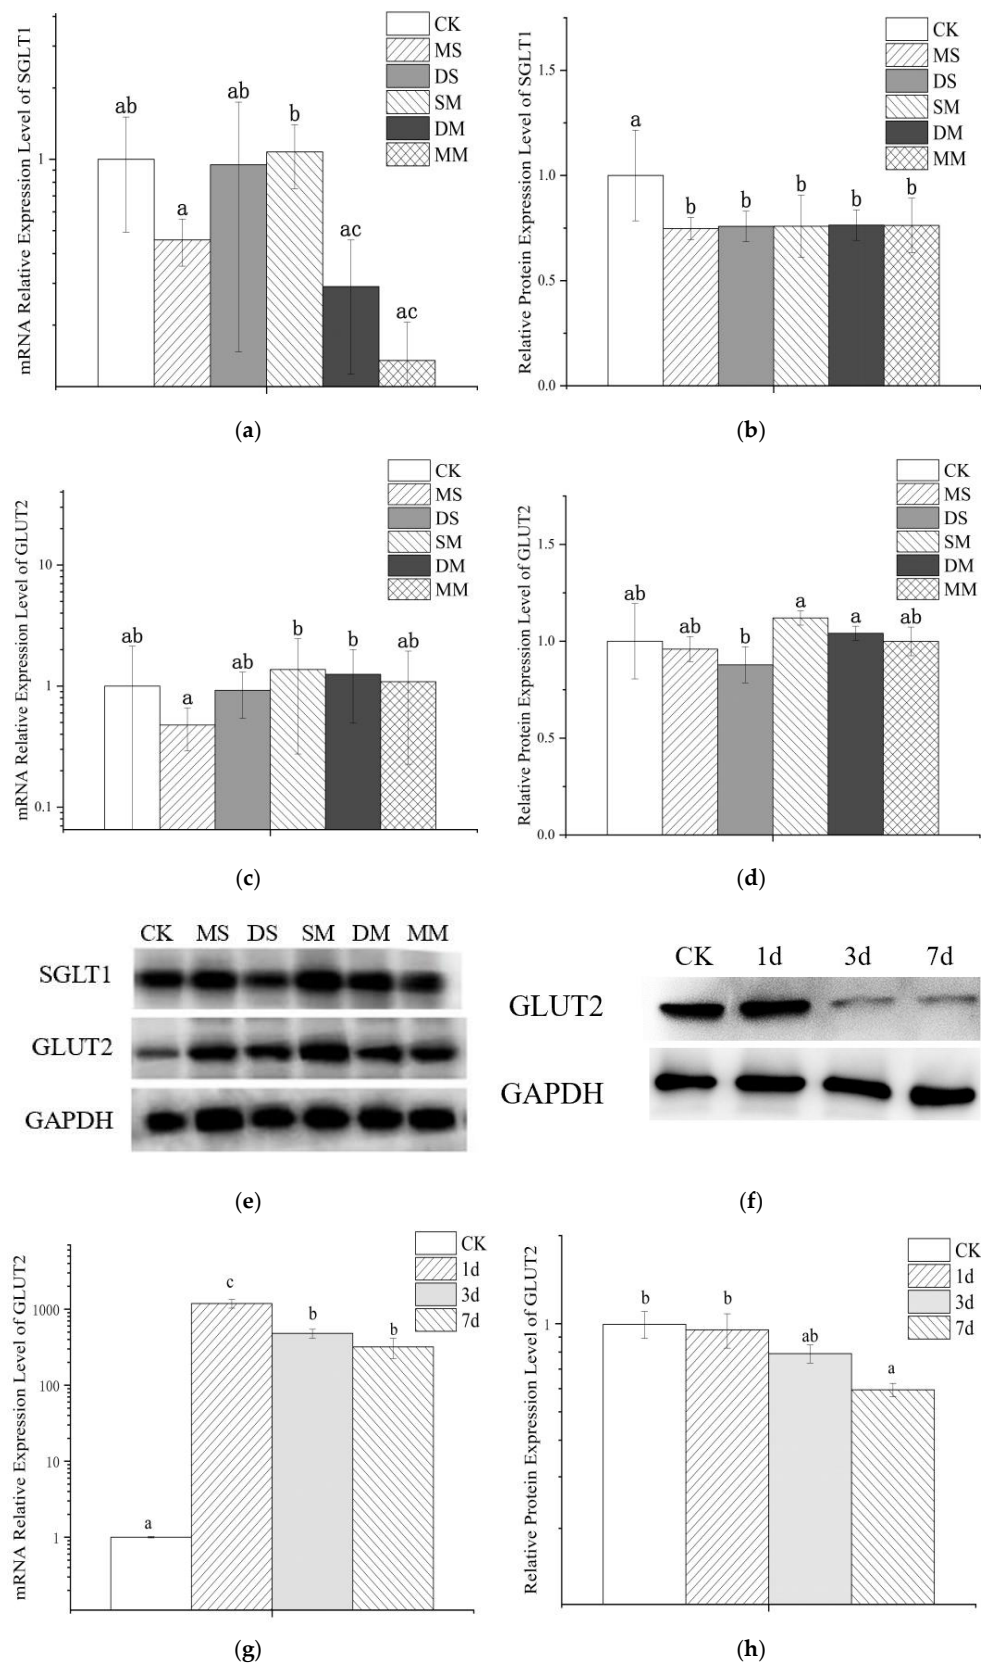 mRNA Relative Expression Level of SGLT1
1
ab
a
ab
b
ac
ac
CK
MS
DS
SM
DM
MM
(a)
Relative Protein Expression Level of SGLT1
1.5
1.0
0.5
0.0
a
b
b
b
b
b
CK
MS
DS
SM
DM
MM
(b)
mRNA Relative Expression Level of GLUT2
10
1
0.1
ab
a
ab
b
b
ab
CK
MS
DS
SM
DM
MM
(c)
Relative Protein Expression Level of GLUT2
1.5
1.0
0.5
0.0
ab
ab
b
a
a
ab
CK
MS
DS
SM
DM
MM
(d)
CK MS DS SM DM MM
SGLT1
GLUT2
GAPDH
(e)
CK 1d 3d 7d
GLUT2
GAPDH
(f)
mRNA Relative Expression Level of GLUT2
1000
100
10
1
a
c
b
b
CK
1d
3d
7d
(g)
Relative Protein Expression Level of GLUT2
1
b
b
ab
a
CK
1d
3d
7d
(h)